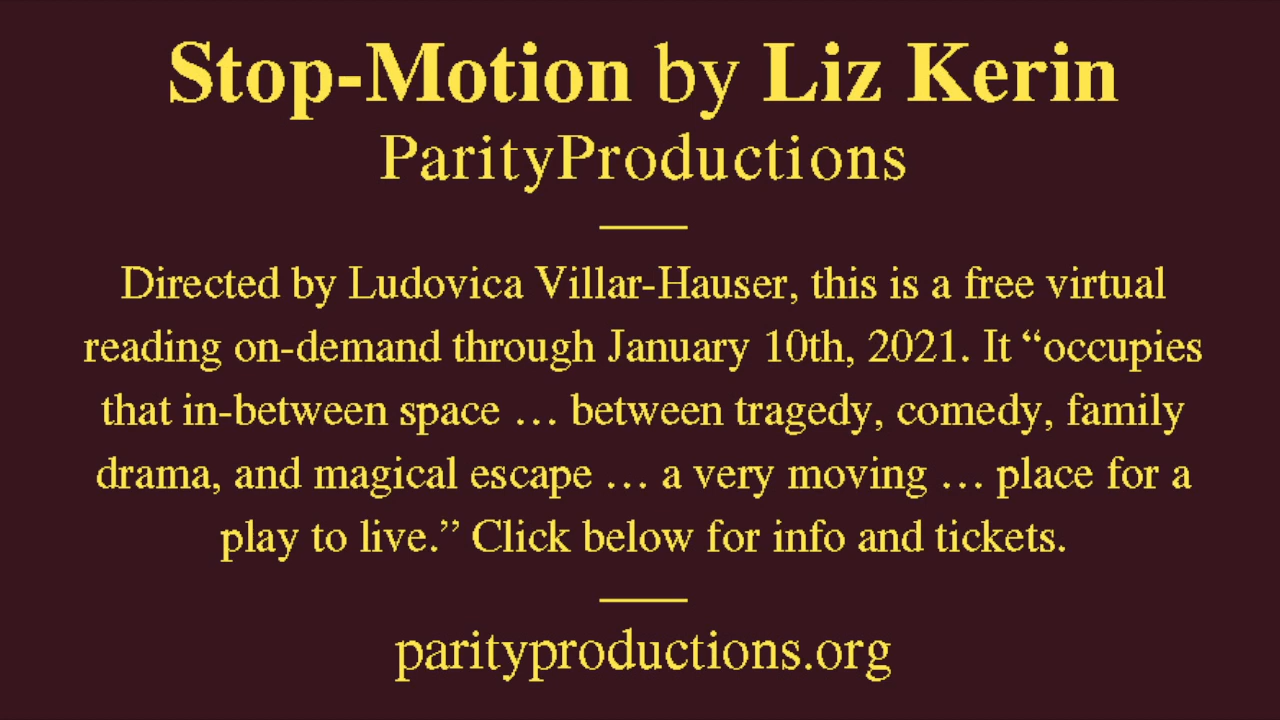 Stop-Motion by Liz Kerin
ParityProductions
Directed by Ludovica Villar-Hauser, this is a free virtual
reading on-demand through January 10th, 2021. It “occupies
that in-between space … between tragedy, comedy, family
drama, and magical escape … a very moving … place for a
play to live.” Click below for info and tickets.
parityproductions.org